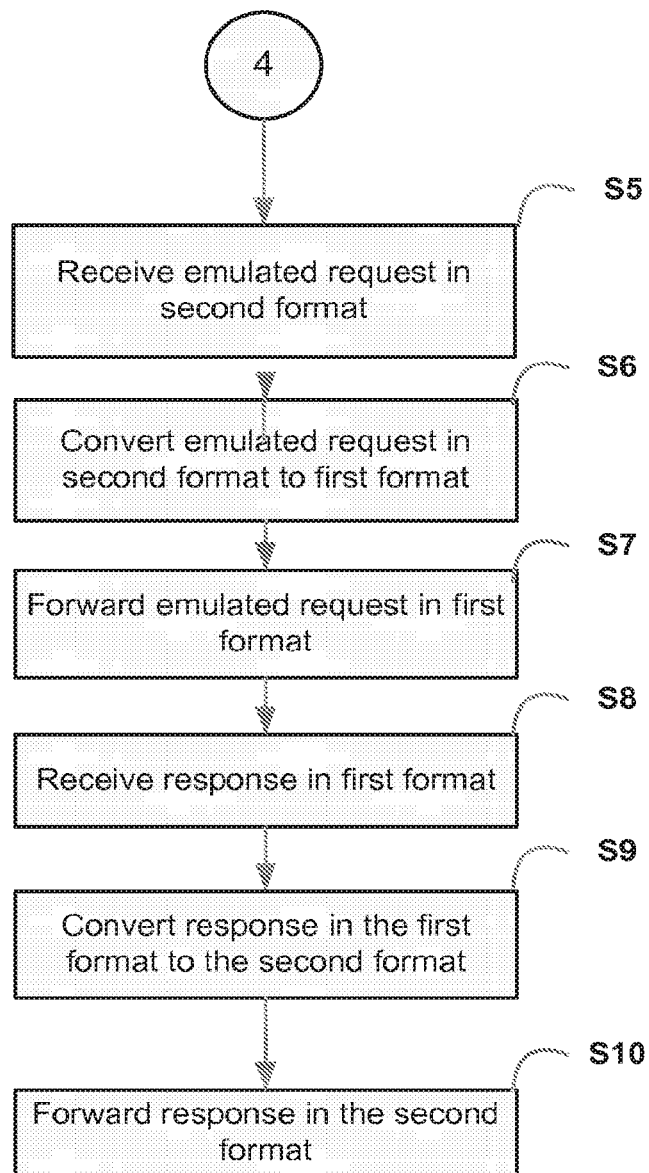 4
S5
Receive emulated request in
second format
S6
Convert emulated request in
second format to first format
S7
Forward emulated request in first
format
S8
Receive response in first format
S9
Convert response in the first
format to the second format
S10
Forward response in the second
format